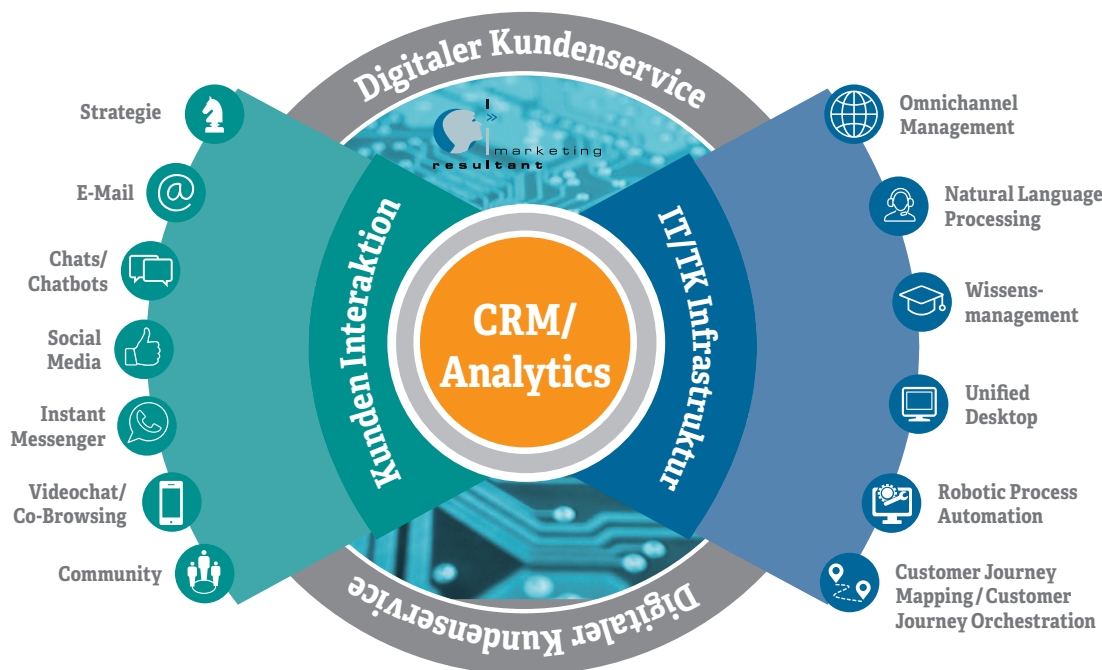 Digitaler Kundenservice
marketing
resultant
Strategie
E-Mail
Chats/
Chatbots
Social
Media
Instant
Messenger
Videochat/
Co-Browsing
Community
Kunden Interaktion
CRM/
Analytics
IT/TK Infrastruktur
Omnichannel
Management
Natural Language
Processing
Wissens-
management
Unified
Desktop
Robotic Process
Automation
Customer Journey
Mapping / Customer
Journey Orchestration
Digitaler Kundenservice